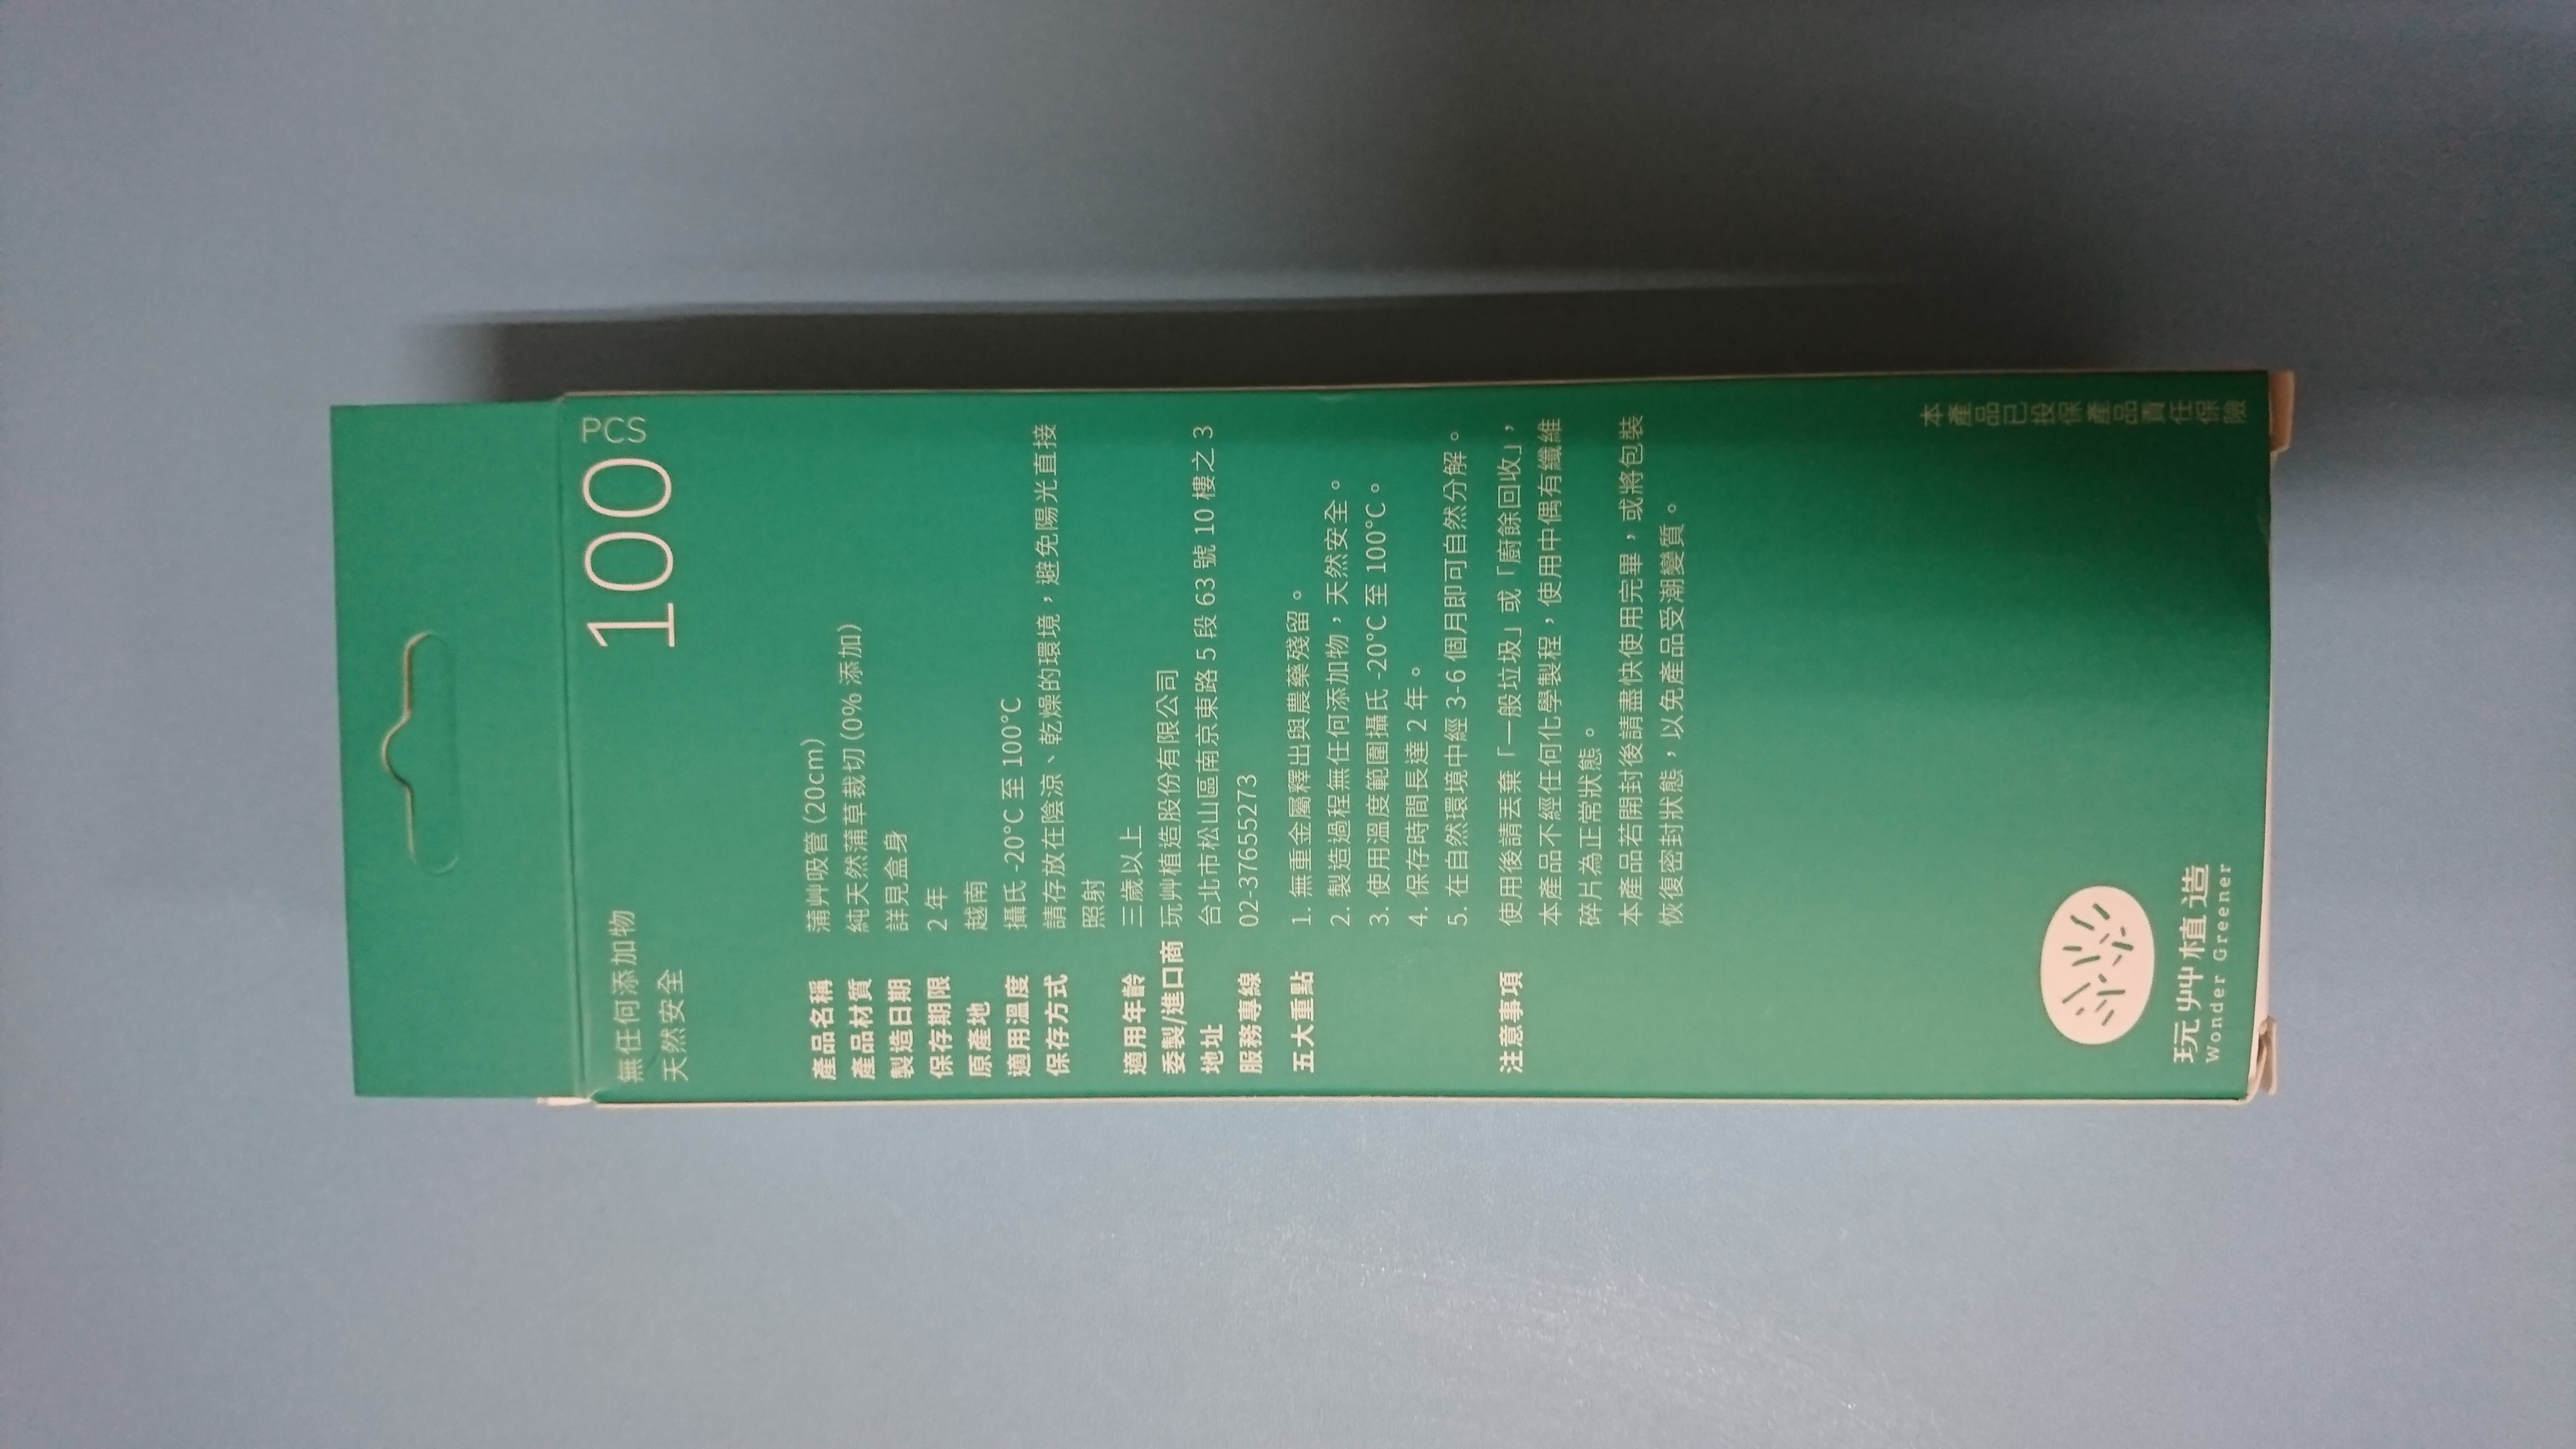 無任何添加物
天然安全
100 PCS
產品名稱 蒲艸吸管 (20cm)
產品材質 純天然蒲草裁切 (0% 添加)
製造日期 詳見盒身
保存期限 2 年
原產地 越南
適用溫度 攝氏 -20°C 至 100°C
保存方式 請存放在陰涼、乾燥的環境，避免陽光直接
照射
適用年齡 三歲以上
委製/進口商 玩艸植造股份有限公司
地址 台北市松山區南京東路 5 段 63 號 10 樓之 3
服務專線 02-37655273
五大重點 1. 無重金屬釋出與農藥殘留。
2. 製造過程無任何添加物，天然安全。
3. 使用溫度範圍攝氏 -20°C 至 100°C。
4. 保存時間長達 2 年。
5. 在自然環境中經 3-6 個月即可自然分解。
注意事項 使用後請丟棄「一般垃圾」或「廚餘回收」，
本產品不經任何化學製程，使用中偶有纖維
碎片為正常狀態。
本產品若開封後請盡快使用完畢，或將包裝
恢復密封狀態，以免產品受潮變質。
玩艸植造
Wonder Greener
本產品已投保產品責任保險